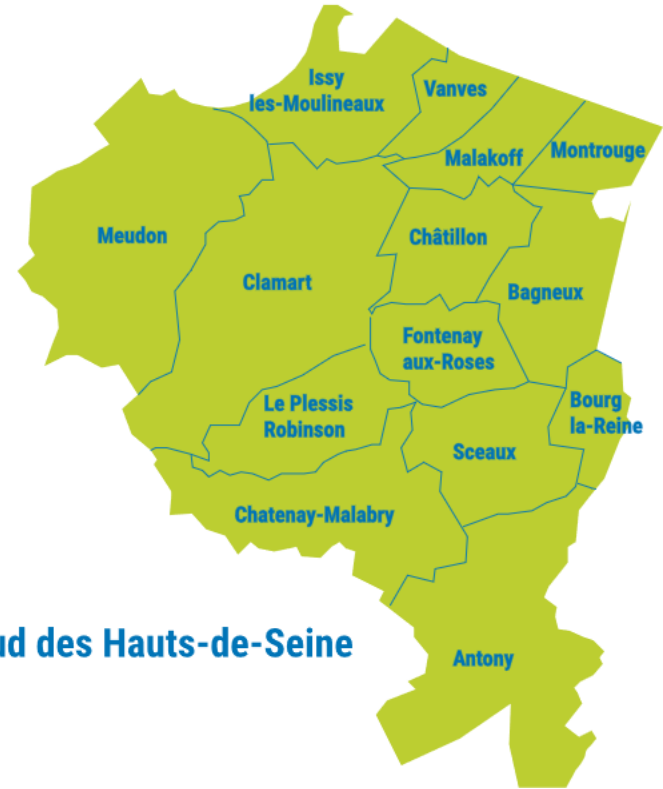 Issy
les-Moulineaux
Vanves
Malakoff
Montrouge
Meudon
Châtillon
Clamart
Bagneux
Fontenay
aux-Roses
Le Plessis
Robinson
Bourg
la-Reine
Sceaux
Chatenay-Malabry
ud des Hauts-de-Seine
Antony